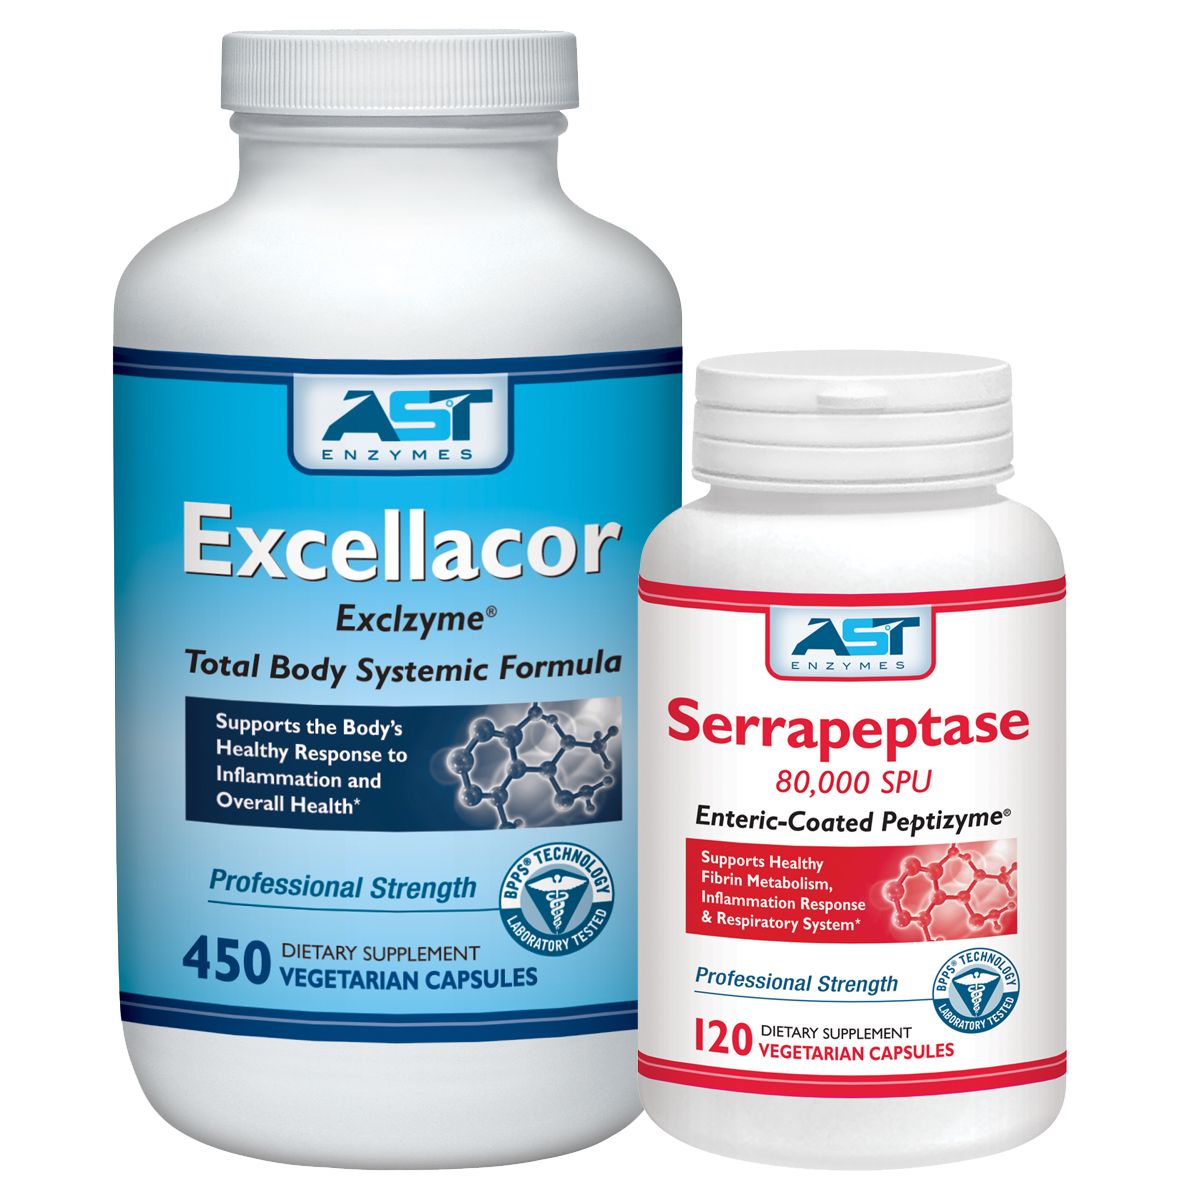 AST
ENZYMES
Excellacor
Exclzyme®
Total Body Systemic Formula
Supports the Body's
Healthy Response to
Inflammation and
Overall Health*
Professional Strength
BPPS® TECHNOLOGY
LABORATORY TESTED
450 DIETARY SUPPLEMENT
VEGETARIAN CAPSULES
AST
ENZYMES
Serrapeptase
80,000 SPU
Enteric-Coated Peptizyme®
Supports Healthy
Fibrin Metabolism,
Inflammation Response
& Respiratory System*
Professional Strength
BPPS® TECHNOLOGY
LABORATORY TESTED
120 DIETARY SUPPLEMENT
VEGETARIAN CAPSULES